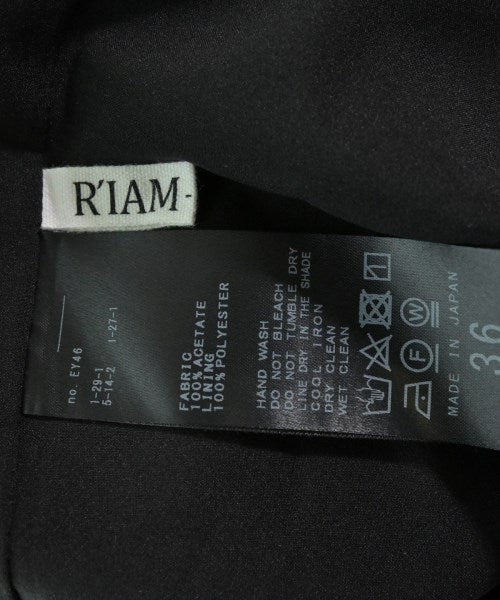 R'IAM-
no. EY46
1-27-1
1-29-1
5-14-2
FABRIC
100% ACETATE
LINING
100% POLYESTER
HAND WASH
DO NOT BLEACH
DO NOT TUMBLE DRY
LINE DRY IN THE SHADE
COOL IRON
DRY CLEAN
WET CLEAN
F W
MADE IN JAPAN
36